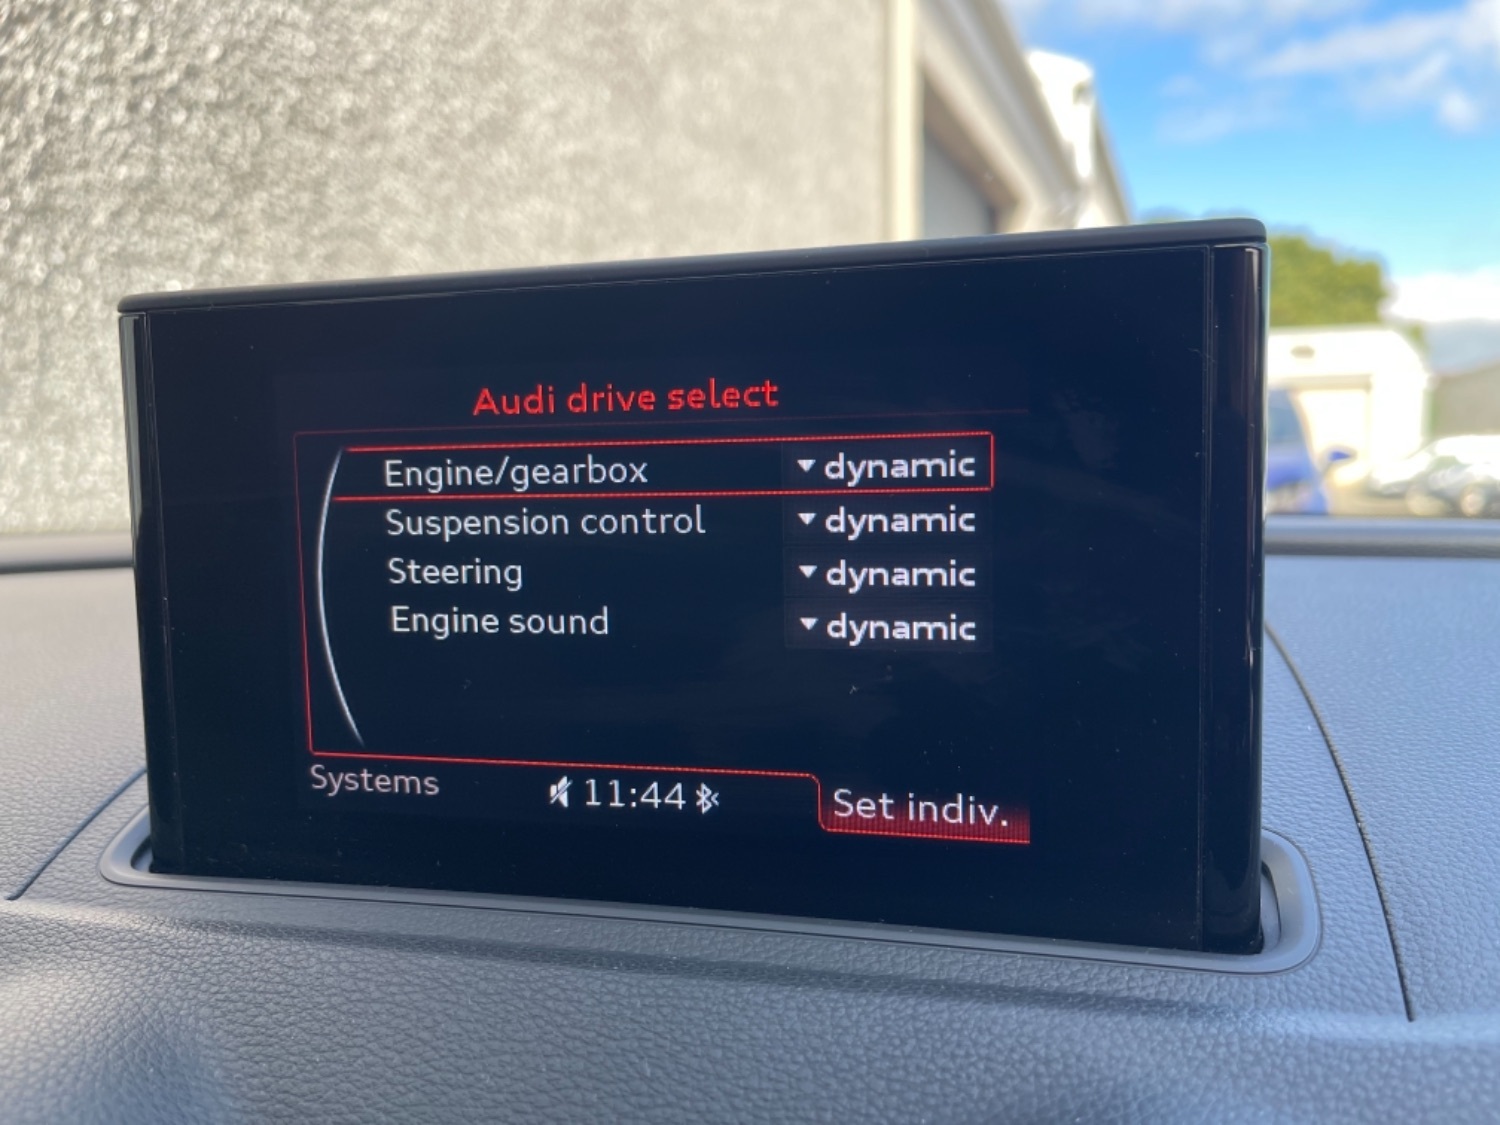 Audi drive select
Engine/gearbox ▼ dynamic
Suspension control ▼ dynamic
Steering ▼ dynamic
Engine sound ▼ dynamic
Systems 11:44 Set indiv.